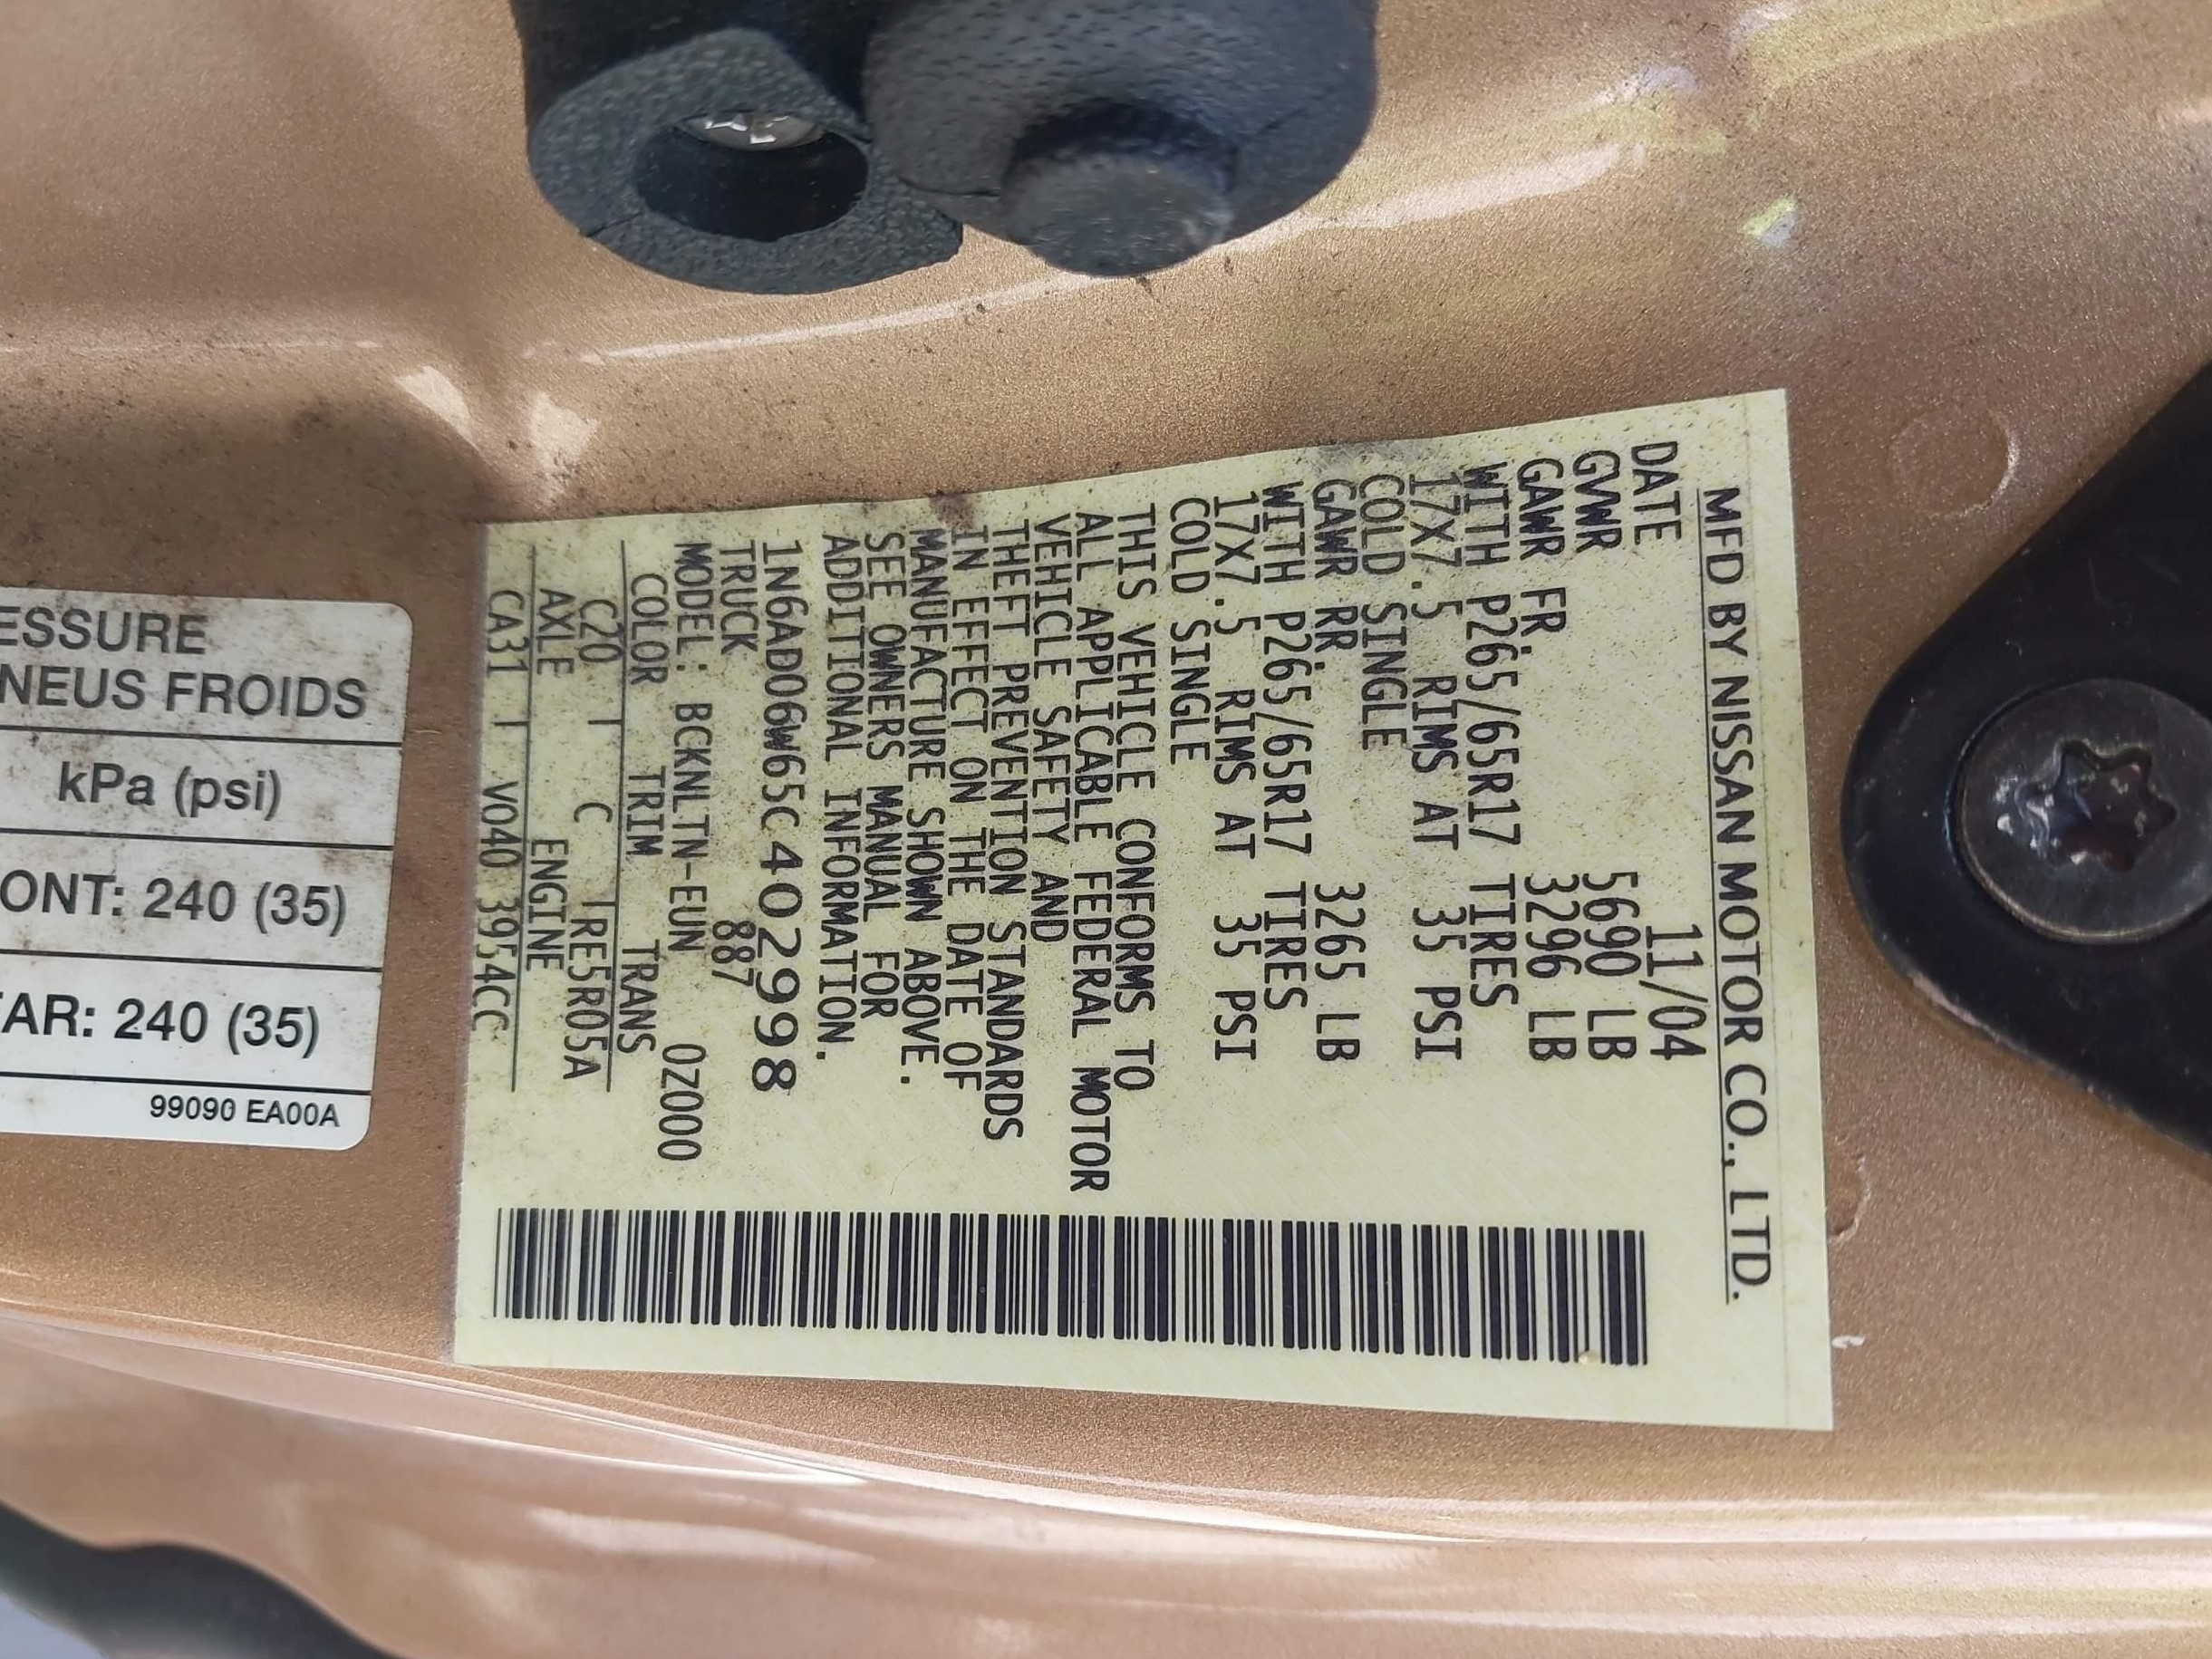 MFD BY NISSAN MOTOR CO., LTD.
DATE 11/04
GVWR 5690 LB
GAWR FR. 3296 LB
WITH P265/65R17 TIRES
17X7.5 RIMS AT 35 PSI
COLD SINGLE
GAWR RR. 3265 LB
WITH P265/65R17 TIRES
17X7.5 RIMS AT 35 PSI
COLD SINGLE
THIS VEHICLE CONFORMS TO
ALL APPLICABLE FEDERAL MOTOR
VEHICLE SAFETY AND
THEFT PREVENTION STANDARDS
IN EFFECT ON THE DATE OF
MANUFACTURE SHOWN ABOVE.
SEE OWNERS MANUAL FOR
ADDITIONAL INFORMATION.
1N6AD06W65C402998
TRUCK 887
MODEL: BCKNLTN-EUN 0Z000
COLOR TRIM TRANS
C20 C RE5R05A
AXLE ENGINE
CA31 VQ40 3954CC
ESSURE
NEUS FROIDS
kPa (psi)
ONT: 240 (35)
AR: 240 (35)
99090 EA00A